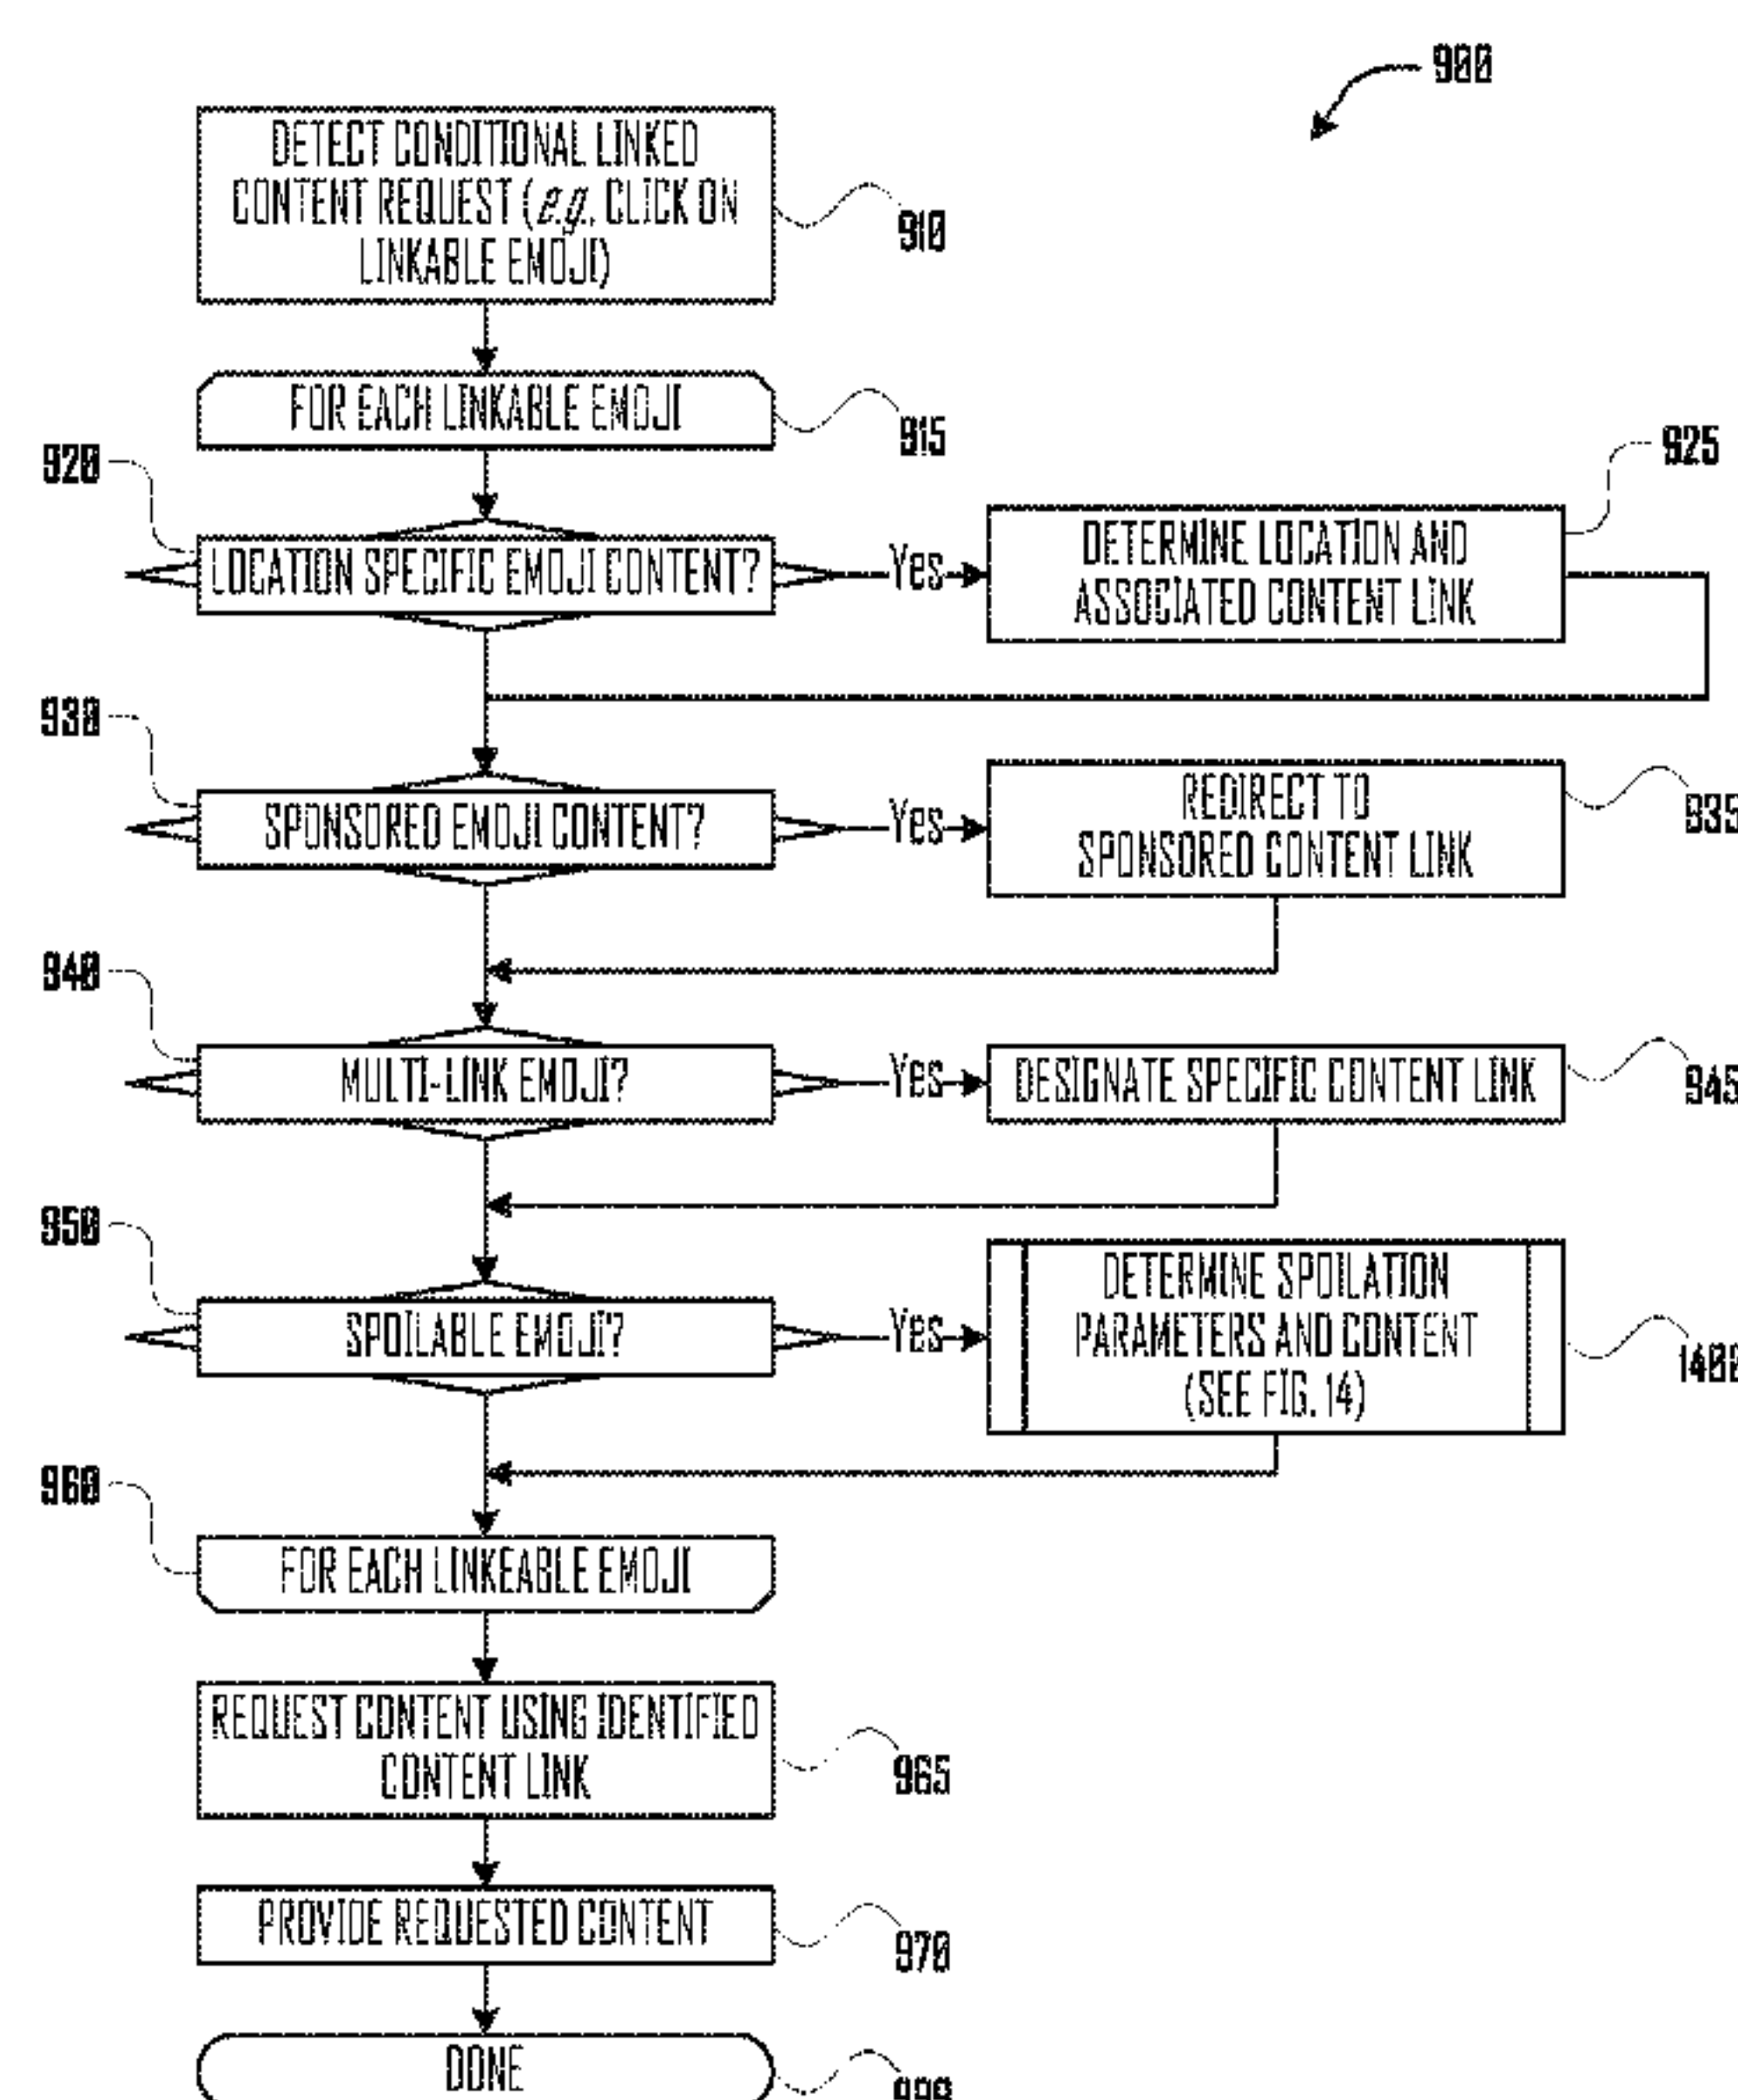 900
DETECT CONDITIONAL LINKED
CONTENT REQUEST (e.g., CLICK ON
LINKABLE EMOJI)
910
FOR EACH LINKABLE EMOJI
915
920
LOCATION SPECIFIC EMOJI CONTENT?
Yes
DETERMINE LOCATION AND
ASSOCIATED CONTENT LINK
925
930
SPONSORED EMOJI CONTENT?
Yes
REDIRECT TO
SPONSORED CONTENT LINK
935
940
MULTI-LINK EMOJI?
Yes
DESIGNATE SPECIFIC CONTENT LINK
945
950
SPOILABLE EMOJI?
Yes
DETERMINE SPOILATION
PARAMETERS AND CONTENT
(SEE FIG. 14)
1400
960
FOR EACH LINKEABLE EMOJI
REQUEST CONTENT USING IDENTIFIED
CONTENT LINK
965
PROVIDE REQUESTED CONTENT
970
DONE